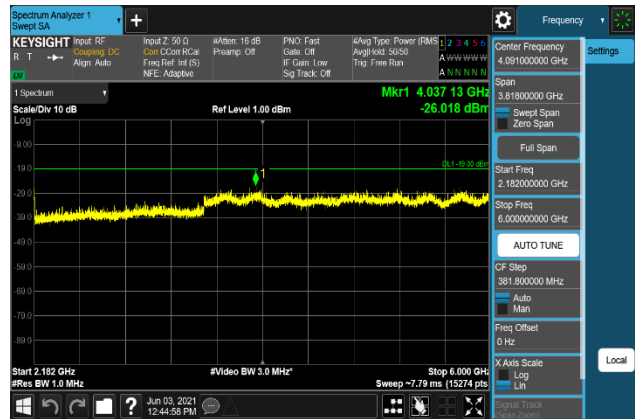 Spectrum Analyzer 1
Swept SA
Frequency
KEYSIGHT Input: RF Input Z: 50 Ω #Atten: 16 dB PNO: Fast #Avg Type: Power (RMS 1 2 3 4 5 6
R T Coupling: DC Corr CCorr RCal Preamp: Off Gate: Off Avg|Hold: 50/50 A W W W W W
Align: Auto Freq Ref: Int (S) IF Gain: Low Trig: Free Run
LW NFE: Adaptive Sig Track: Off A N N N N N
1 Spectrum Mkr1 4.037 13 GHz
Scale/Div 10 dB Ref Level 1.00 dBm -26.018 dBm
Log
-9.00
DL1 -19.00 dBm
-19.0
1
-29.0
-39.0
-49.0
-59.0
-69.0
-79.0
-89.0
Start 2.182 GHz #Video BW 3.0 MHz* Stop 6.000 GHz
#Res BW 1.0 MHz Sweep ~7.79 ms (15274 pts
Jun 03, 2021
12:44:58 PM
?
Center Frequency
4.091000000 GHz
Settings
Span
3.81800000 GHz
Swept Span
Zero Span
Full Span
Start Freq
2.182000000 GHz
Stop Freq
6.000000000 GHz
AUTO TUNE
CF Step
381.800000 MHz
Auto
Man
Freq Offset
0 Hz
X Axis Scale
Log
Lin
Local
Signal Track
(Span Zoom)